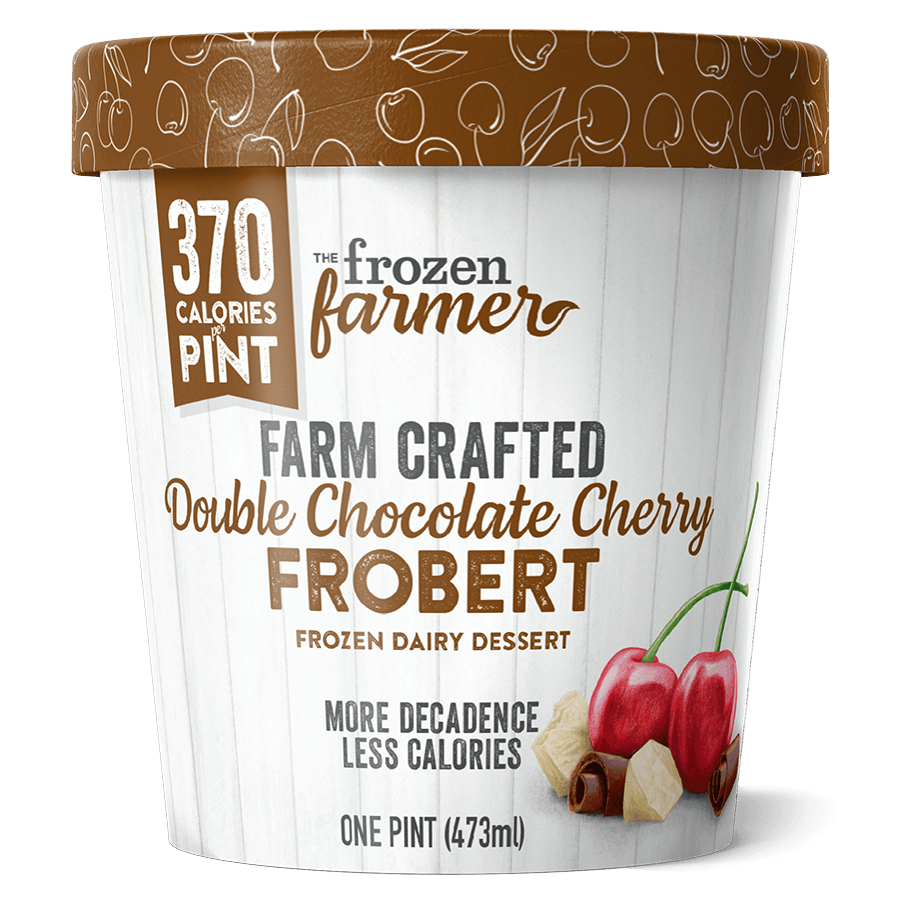 370
CALORIES
per
PINT
THE frozen
farmer
FARM CRAFTED
Double Chocolate Cherry
FROBERT
FROZEN DAIRY DESSERT
MORE DECADENCE
LESS CALORIES
ONE PINT (473ml)